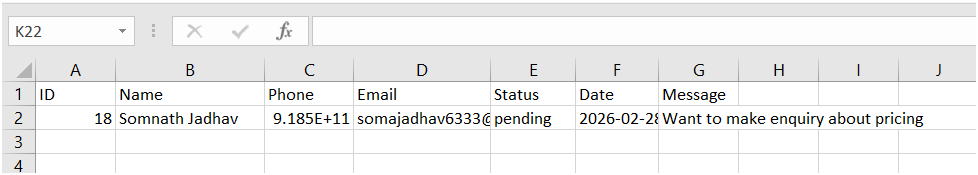 K22 fx
A B C D E F G H I J
1 ID Name Phone Email Status Date Message
2 18 Somnath Jadhav 9.185E+11 somajadhav6333@ pending 2026-02-28 Want to make enquiry about pricing
3
4